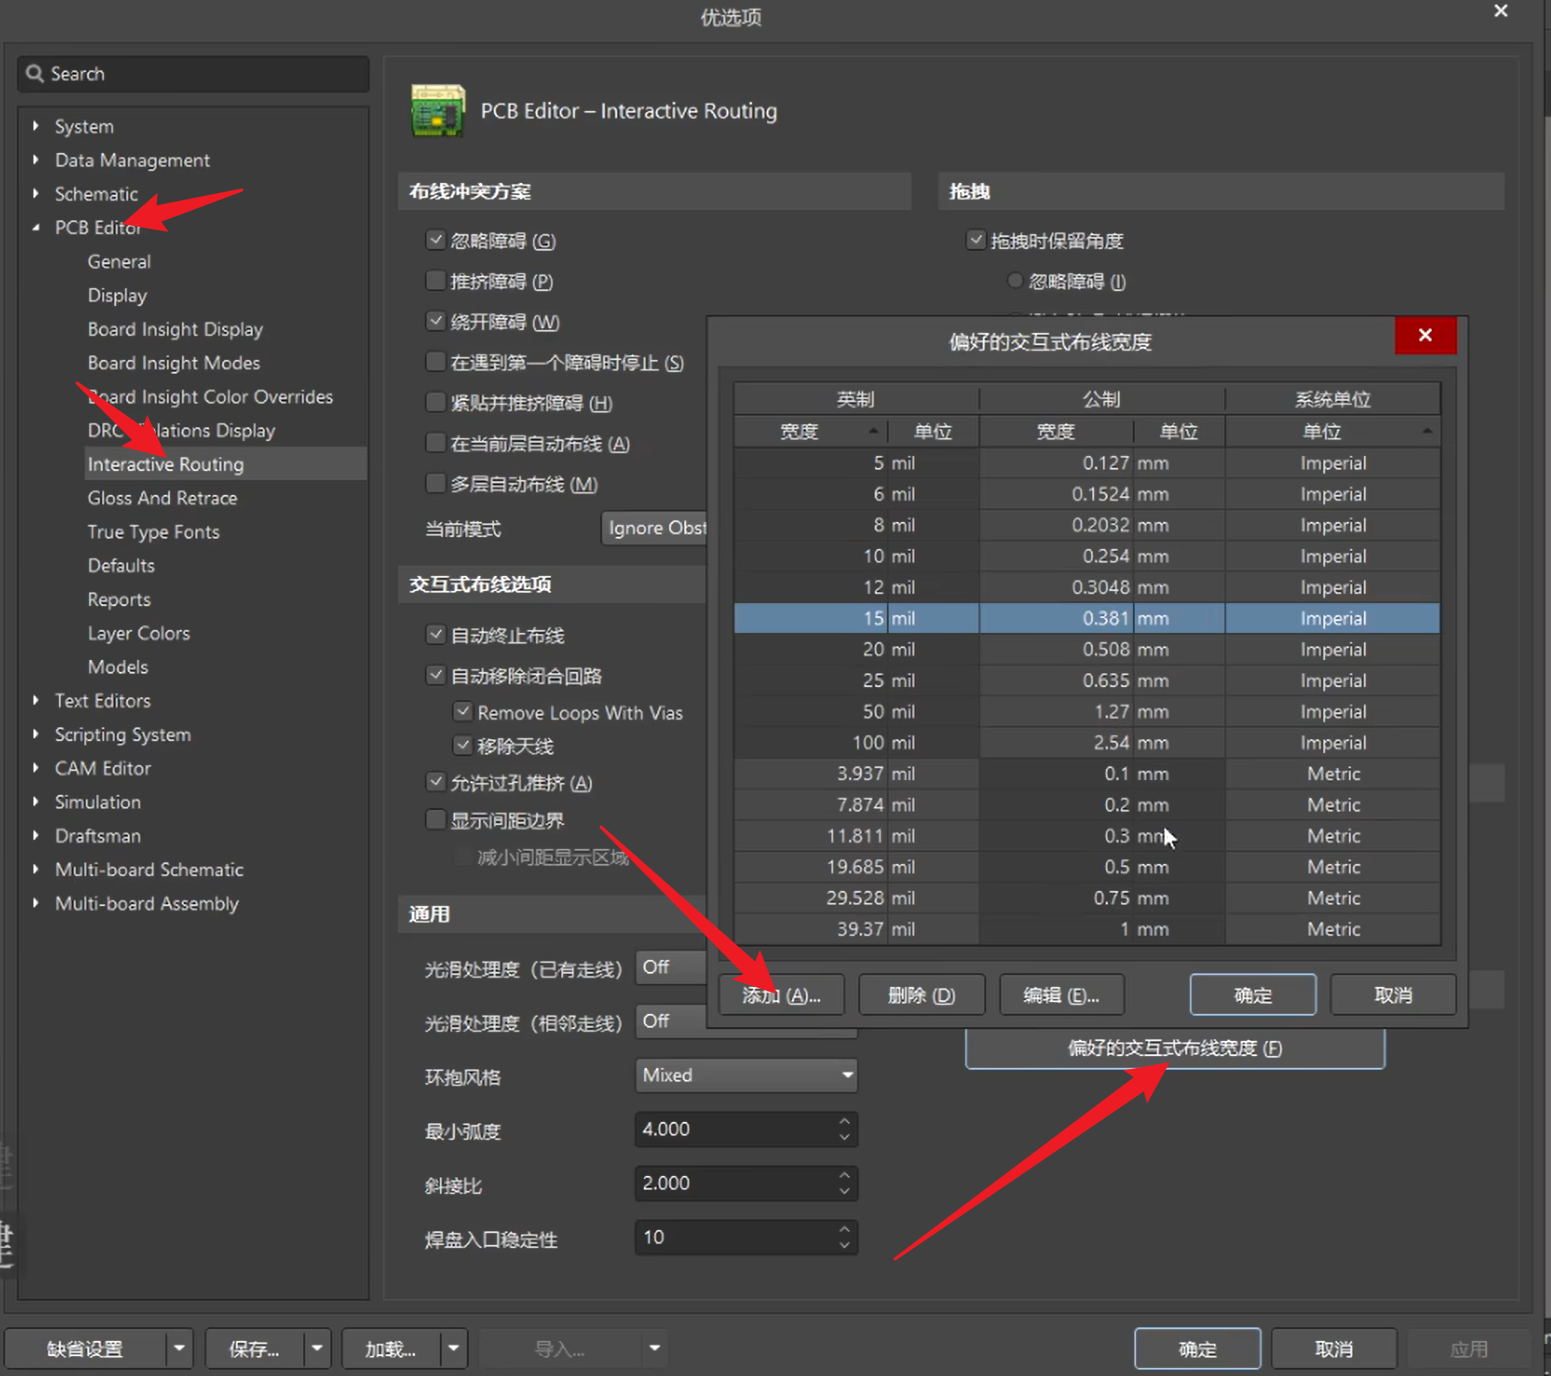 优选项
Search
System
Data Management
Schematic
PCB Editor
General
Display
Board Insight Display
Board Insight Modes
Board Insight Color Overrides
DRC Violations Display
Interactive Routing
Gloss And Retrace
True Type Fonts
Defaults
Reports
Layer Colors
Models
Text Editors
Scripting System
CAM Editor
Simulation
Draftsman
Multi-board Schematic
Multi-board Assembly
PCB Editor – Interactive Routing
布线冲突方案
忽略障碍 (G)
推挤障碍 (P)
绕开障碍 (W)
在遇到第一个障碍时停止 (S)
紧贴并推挤障碍 (H)
在当前层自动布线 (A)
多层自动布线 (M)
当前模式 Ignore Obst
交互式布线选项
自动终止布线
自动移除闭合回路
Remove Loops With Vias
移除天线
允许过孔推挤 (A)
显示间距边界
减小间距显示区域
通用
光滑处理度（已有走线） Off
光滑处理度（相邻走线） Off
环抱风格 Mixed
最小弧度 4.000
斜接比 2.000
焊盘入口稳定性 10
拖拽
拖拽时保留角度
忽略障碍 (I)
偏好的交互式布线宽度
英制 公制 系统单位
宽度 单位 宽度 单位 单位
5 mil 0.127 mm Imperial
6 mil 0.1524 mm Imperial
8 mil 0.2032 mm Imperial
10 mil 0.254 mm Imperial
12 mil 0.3048 mm Imperial
15 mil 0.381 mm Imperial
20 mil 0.508 mm Imperial
25 mil 0.635 mm Imperial
50 mil 1.27 mm Imperial
100 mil 2.54 mm Imperial
3.937 mil 0.1 mm Metric
7.874 mil 0.2 mm Metric
11.811 mil 0.3 mm Metric
19.685 mil 0.5 mm Metric
29.528 mil 0.75 mm Metric
39.37 mil 1 mm Metric
添加 (A)... 删除 (D) 编辑 (E)... 确定 取消
偏好的交互式布线宽度 (F)
缺省设置 保存... 加载... 导入... 确定 取消 应用